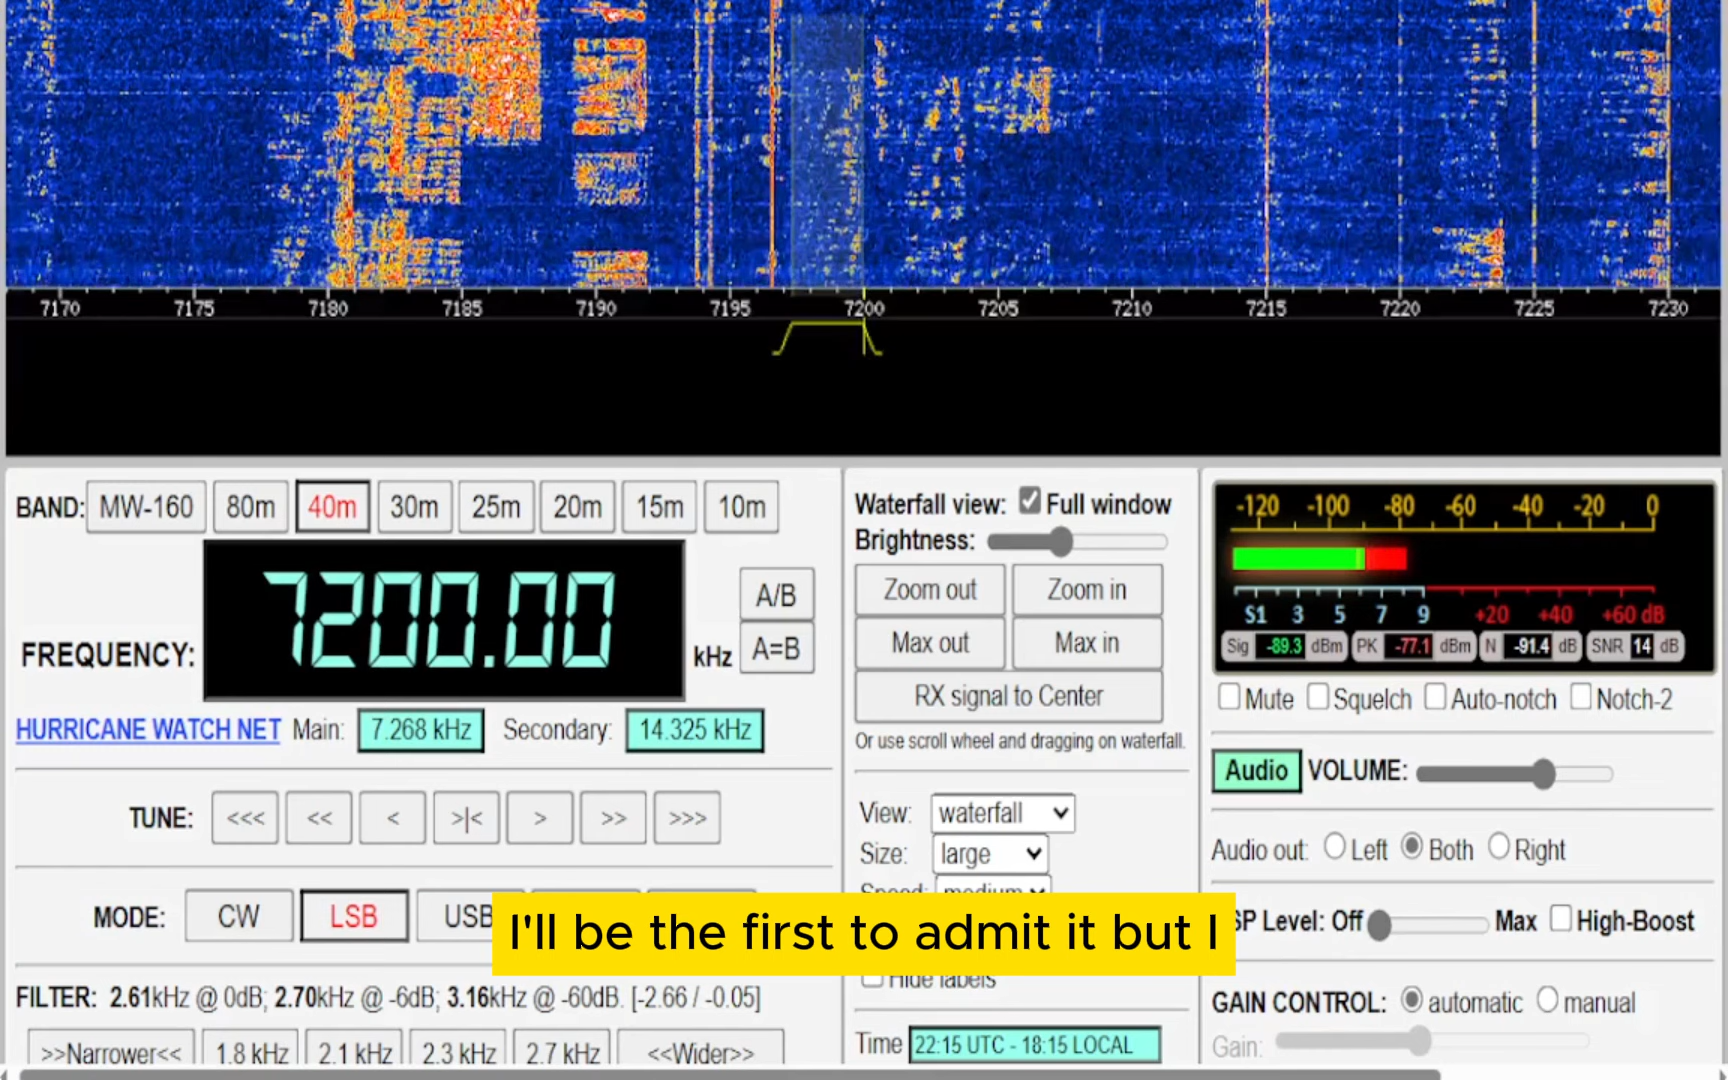 7170 7175 7180 7185 7190 7195 7200 7205 7210 7215 7220 7225 7230
BAND: MW-160 80m 40m 30m 25m 20m 15m 10m
FREQUENCY: 7200.00 kHz
A/B
A=B
HURRICANE WATCH NET Main: 7.268 kHz Secondary: 14.325 kHz
TUNE: <<< << < >|< > >> >>>
MODE: CW LSB USB
FILTER: 2.61kHz @ 0dB; 2.70kHz @ -6dB; 3.16kHz @ -60dB. [-2.66 / -0.05]
>>Narrower<< 1.8 kHz 2.1 kHz 2.3 kHz 2.7 kHz <<Wider>>
Waterfall view: Full window
Brightness:
Zoom out Zoom in
Max out Max in
RX signal to Center
Or use scroll wheel and dragging on waterfall.
View: waterfall
Size: large
Speed: medium
I'll be the first to admit it but I
Hide labels
Time 22:15 UTC - 18:15 LOCAL
-120 -100 -80 -60 -40 -20 0
S1 3 5 7 9 +20 +40 +60 dB
Sig -89.3 dBm PK -77.1 dBm N -91.4 dB SNR 14 dB
Mute Squelch Auto-notch Notch-2
Audio VOLUME:
Audio out: Left Both Right
SP Level: Off Max High-Boost
GAIN CONTROL: automatic manual
Gain: